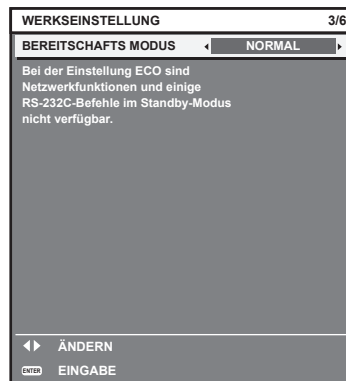 WERKSEINSTELLUNG 3/6
BEREITSCHAFTS MODUS NORMAL
Bei der Einstellung ECO sind
Netzwerkfunktionen und einige
RS-232C-Befehle im Standby-Modus
nicht verfügbar.
ÄNDERN
ENTER EINGABE